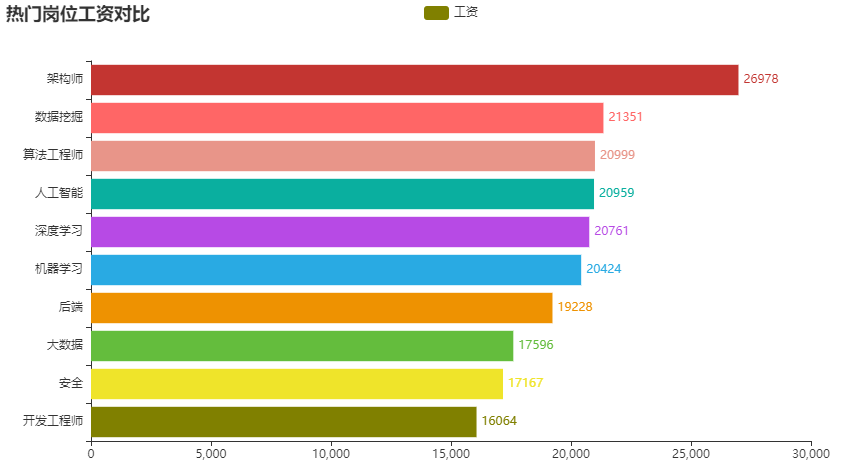 热门岗位工资对比
工资
架构师 26978
数据挖掘 21351
算法工程师 20999
人工智能 20959
深度学习 20761
机器学习 20424
后端 19228
大数据 17596
安全 17167
开发工程师 16064
0 5,000 10,000 15,000 20,000 25,000 30,000